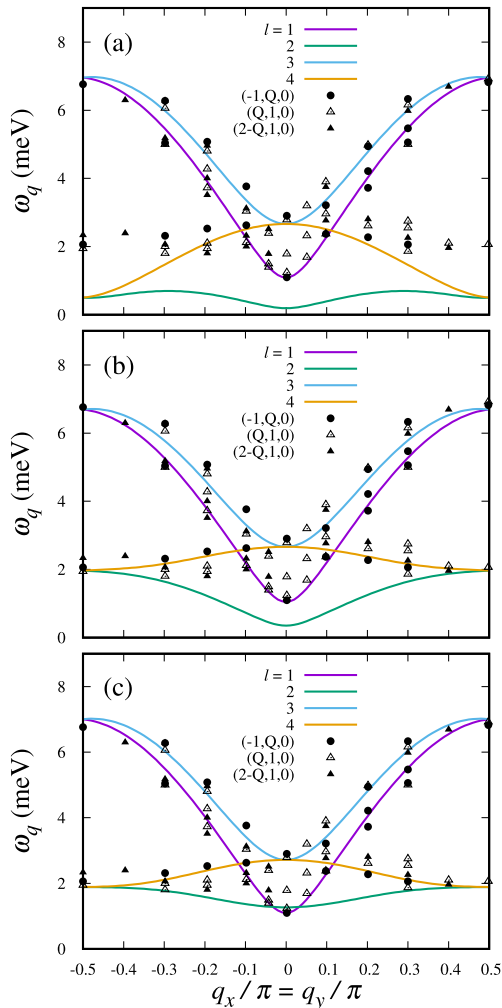 (a)
l = 1
2
3
4
(-1,Q,0)
(Q,1,0)
(2-Q,1,0)
8
6
4
2
0
ω_q (meV)
(b)
l = 1
2
3
4
(-1,Q,0)
(Q,1,0)
(2-Q,1,0)
8
6
4
2
0
ω_q (meV)
(c)
l = 1
2
3
4
(-1,Q,0)
(Q,1,0)
(2-Q,1,0)
8
6
4
2
0
ω_q (meV)
-0.5 -0.4 -0.3 -0.2 -0.1 0 0.1 0.2 0.3 0.4 0.5
q_x / π = q_y / π